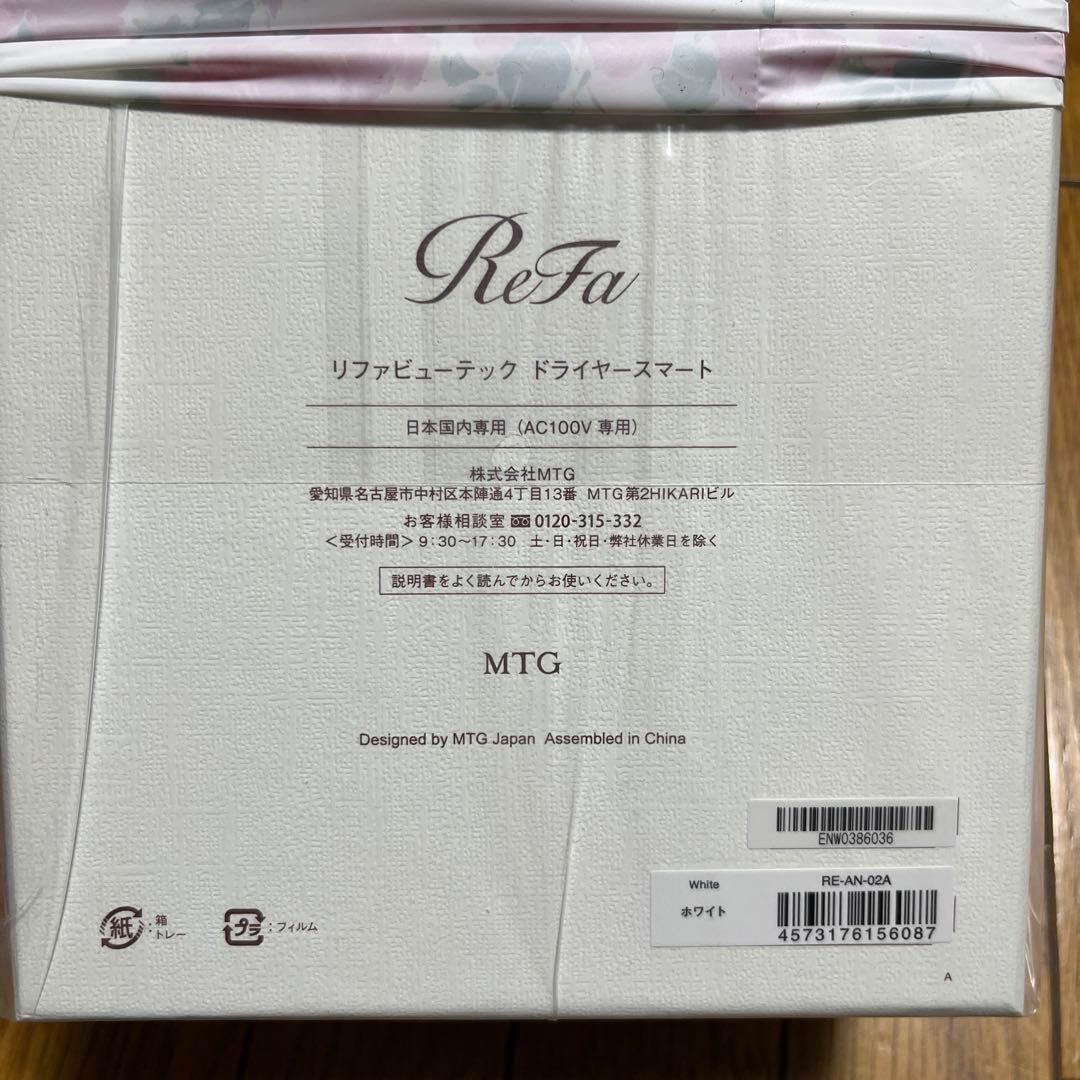 ReFa
リファビューテック ドライヤースマート
日本国内専用（AC100V 専用）
株式会社MTG
愛知県名古屋市中村区本陣通4丁目13番 MTG第2HIKARIビル
お客様相談室 0120-315-332
＜受付時間＞9：30～17：30 土・日・祝日・弊社休業日を除く
説明書をよく読んでからお使いください。
MTG
Designed by MTG Japan Assembled in China
ENW0386036
White RE-AN-02A
ホワイト
4573176156087
紙：箱
トレー
プラ：フィルム
A